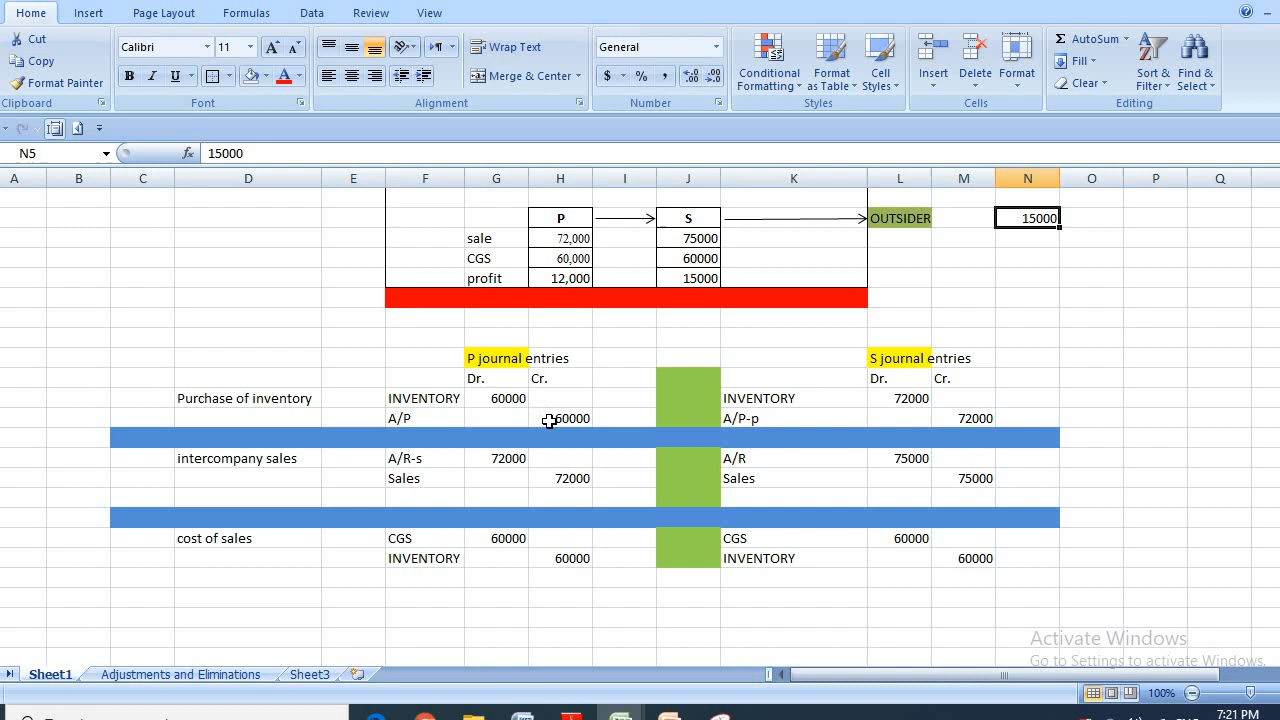 Home Insert Page Layout Formulas Data Review View
Cut
Copy
Format Painter
Clipboard
Calibri 11
B I U
Font
Wrap Text
Merge & Center
Alignment
General
$ % ,
Number
Conditional Formatting
Format as Table
Cell Styles
Styles
Insert
Delete
Format
Cells
AutoSum
Fill
Clear
Sort & Filter
Find & Select
Editing
N5 fx 15000
A B C D E F G H I J K L M N O P Q
P S OUTSIDER 15000
sale 72,000 75000
CGS 60,000 60000
profit 12,000 15000
P journal entries S journal entries
Dr. Cr. Dr. Cr.
Purchase of inventory INVENTORY 60000 INVENTORY 72000
A/P 60000 A/P-p 72000
intercompany sales A/R-s 72000 A/R 75000
Sales 72000 Sales 75000
cost of sales CGS 60000 CGS 60000
INVENTORY 60000 INVENTORY 60000
Activate Windows
Go to Settings to activate Windows.
Sheet1 Adjustments and Eliminations Sheet3
100%
7:21 PM